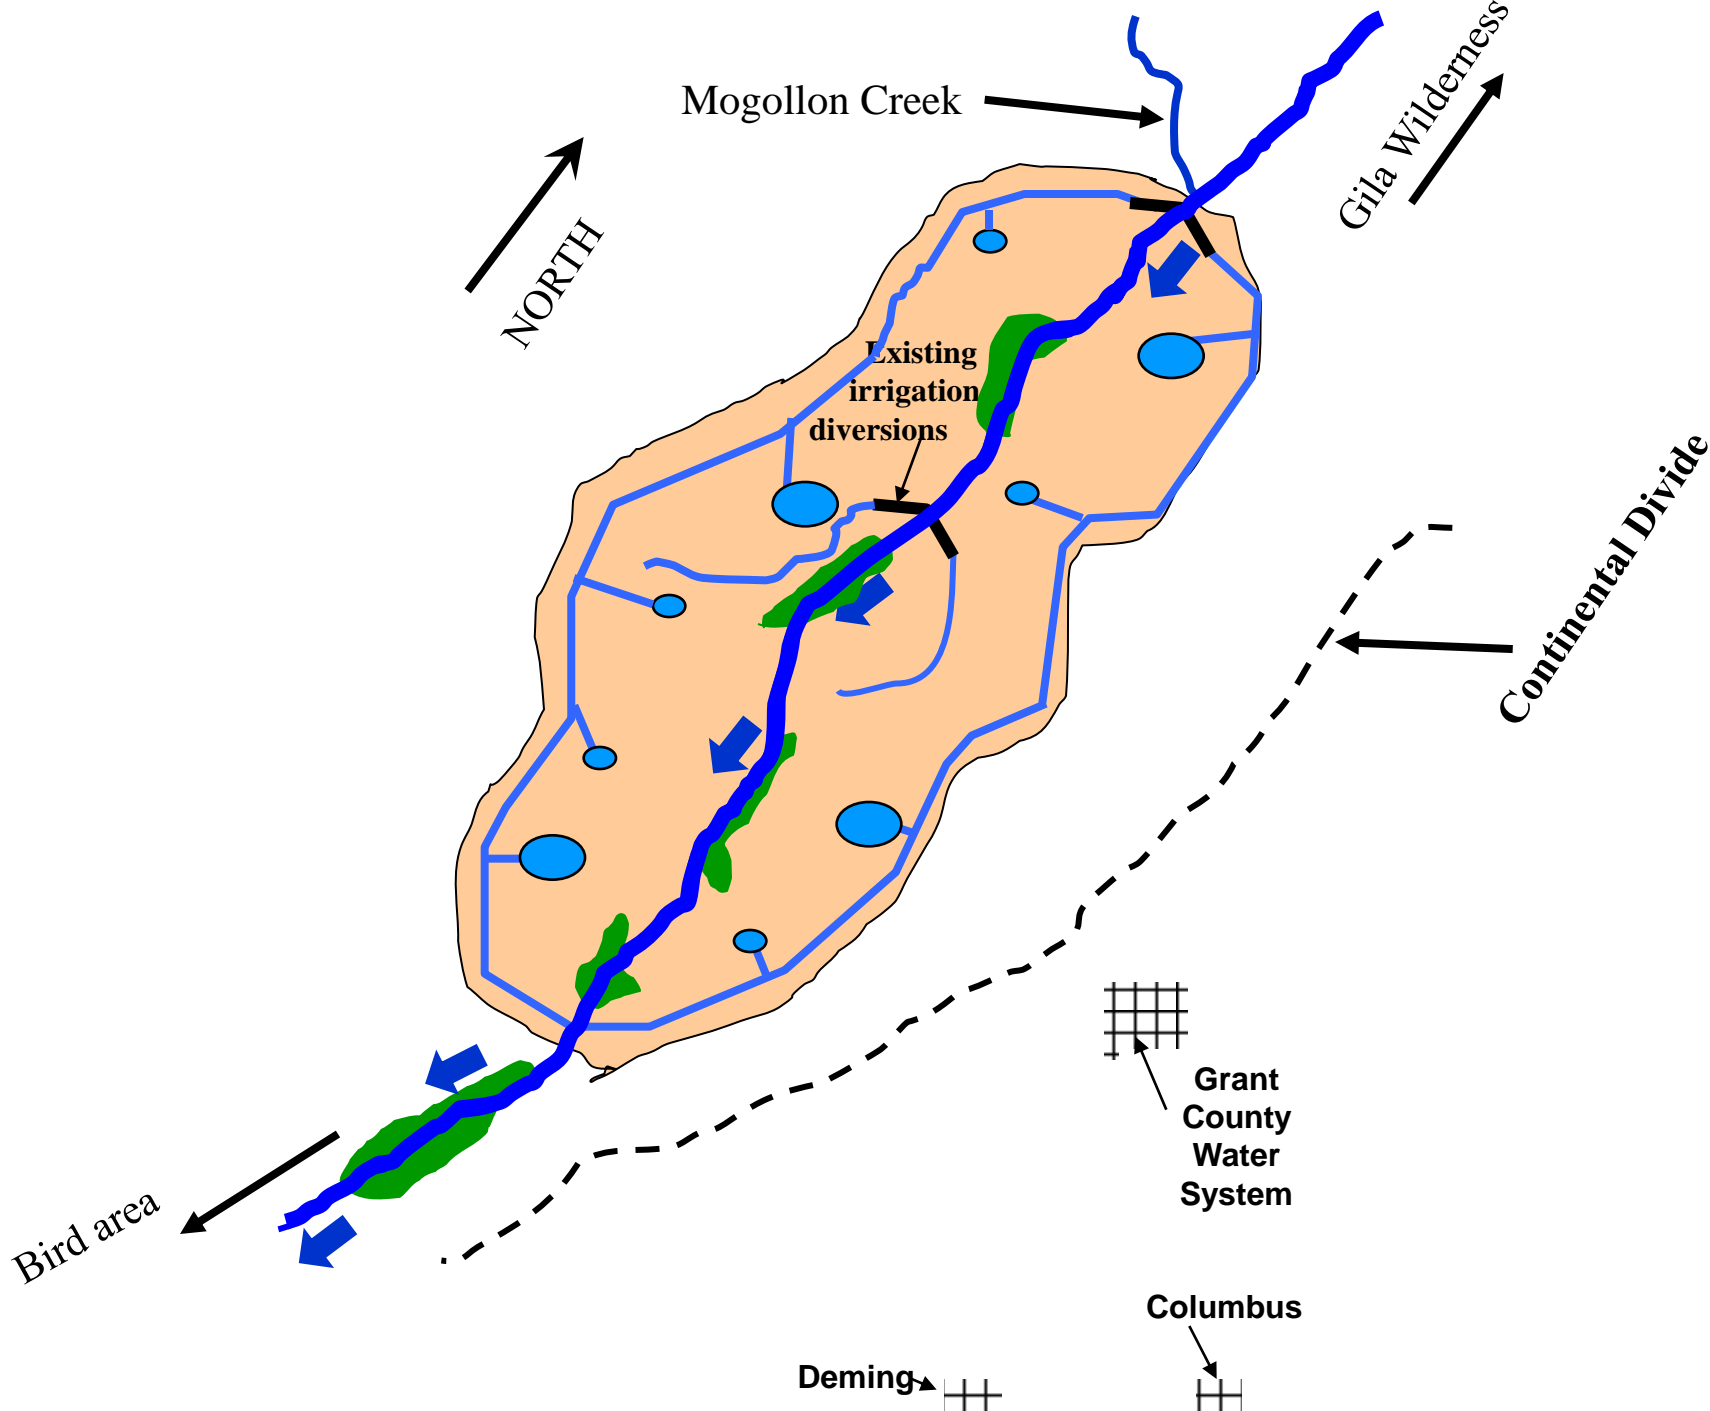 Mogollon Creek
Gila Wilderness
NORTH
Existing
irrigation
diversions
Continental Divide
Grant
County
Water
System
Bird area
Columbus
Deming